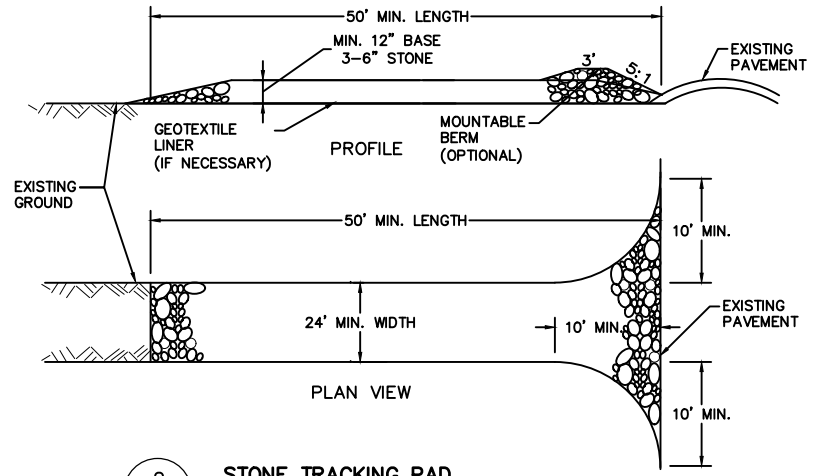 50' MIN. LENGTH
MIN. 12" BASE
3-6" STONE
3'
5:1
EXISTING
PAVEMENT
GEOTEXTILE
LINER
(IF NECESSARY)
MOUNTABLE
BERM
(OPTIONAL)
PROFILE
EXISTING
GROUND
50' MIN. LENGTH
10' MIN.
24' MIN. WIDTH
10' MIN.
EXISTING
PAVEMENT
PLAN VIEW
10' MIN.
STONE TRACKING PAD